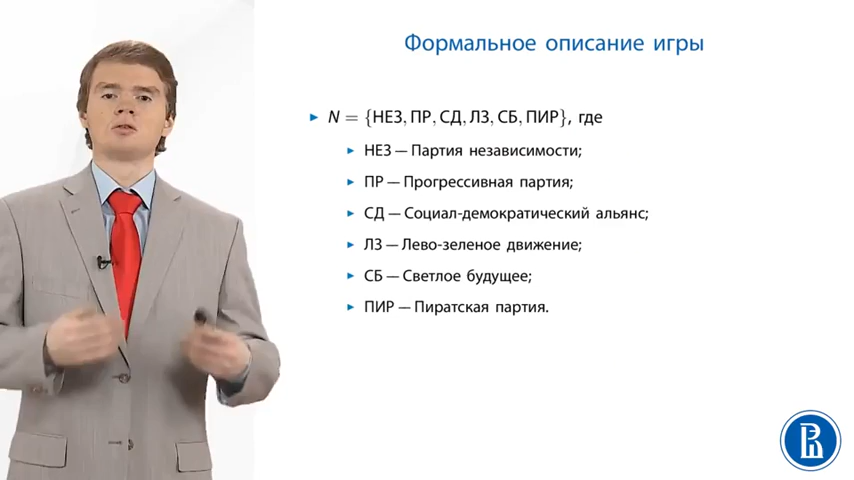 Формальное описание игры
N = {НЕЗ, ПР, СД, ЛЗ, СБ, ПИР}, где
НЕЗ — Партия независимости;
ПР — Прогрессивная партия;
СД — Социал-демократический альянс;
ЛЗ — Лево-зеленое движение;
СБ — Светлое будущее;
ПИР — Пиратская партия.